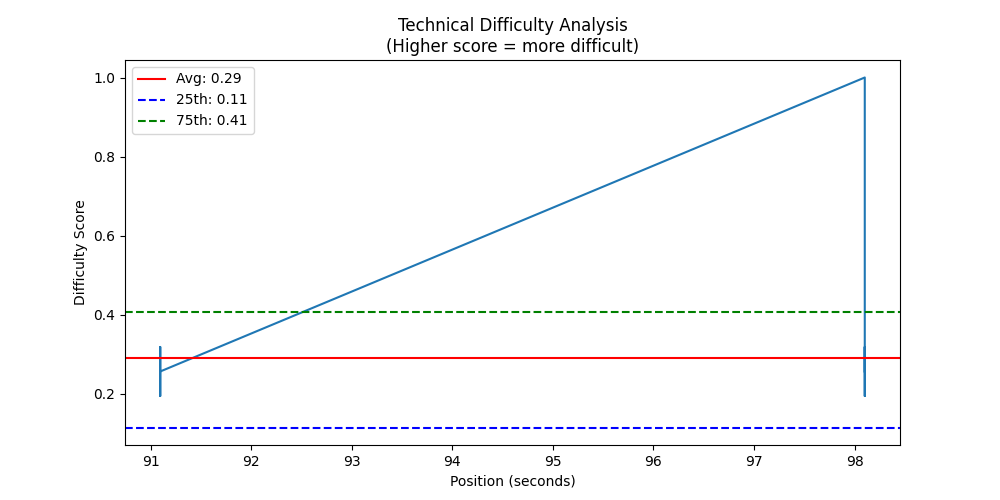 Technical Difficulty Analysis
(Higher score = more difficult)
Avg: 0.29
25th: 0.11
75th: 0.41
Difficulty Score
1.0
0.8
0.6
0.4
0.2
91 92 93 94 95 96 97 98
Position (seconds)